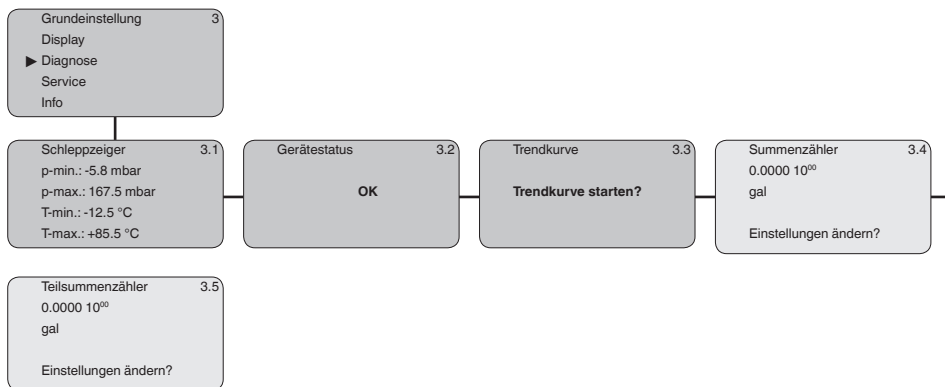 Grundeinstellung 3
Display
▶ Diagnose
Service
Info
Schleppzeiger 3.1
p-min.: -5.8 mbar
p-max.: 167.5 mbar
T-min.: -12.5 °C
T-max.: +85.5 °C
Gerätestatus 3.2
OK
Trendkurve 3.3
Trendkurve starten?
Summenzähler 3.4
0.0000 10⁰⁰
gal
Einstellungen ändern?
Teilsummenzähler 3.5
0.0000 10⁰⁰
gal
Einstellungen ändern?